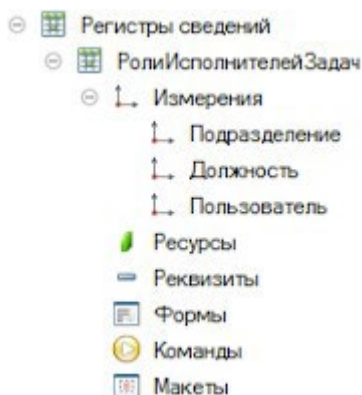 Регистры сведений
РолиИсполнителейЗадач
Измерения
Подразделение
Должность
Пользователь
Ресурсы
Реквизиты
Формы
Команды
Макеты